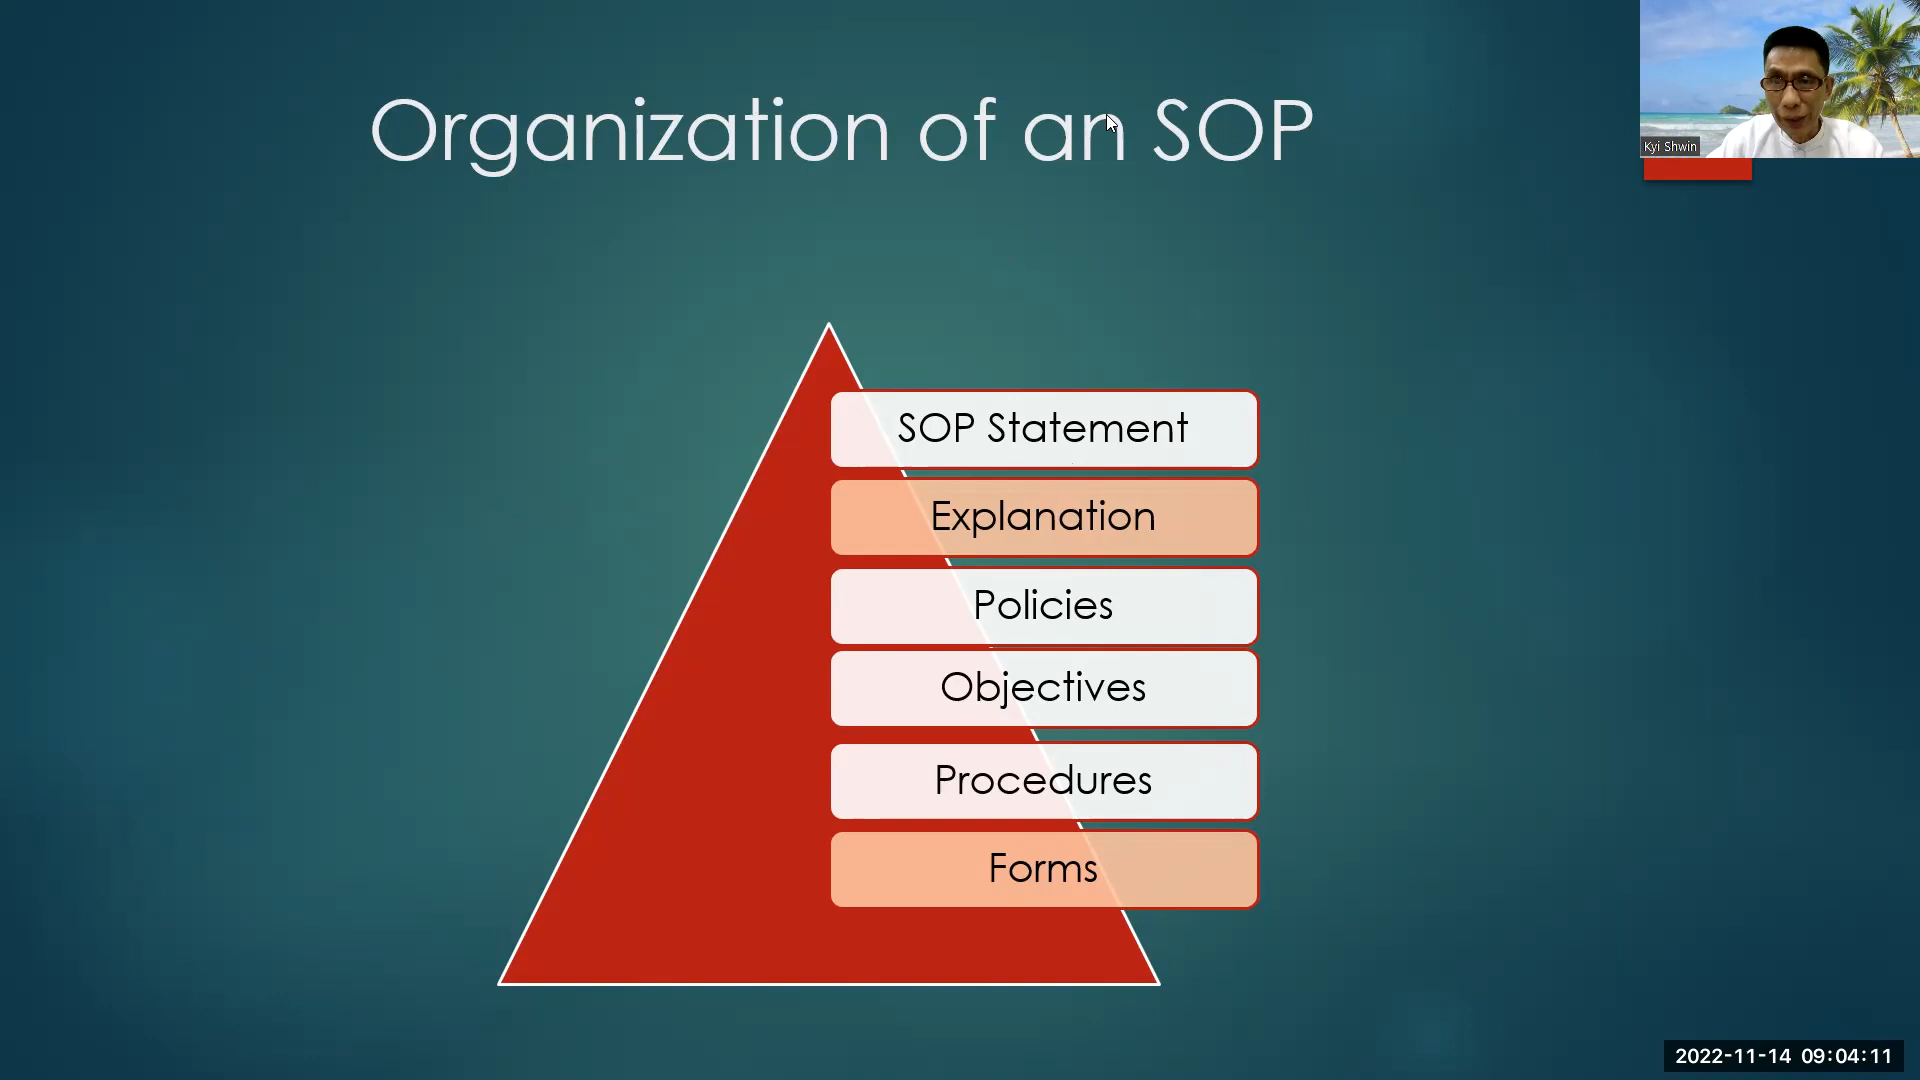 Organization of an SOP
Kyi Shwin
SOP Statement
Explanation
Policies
Objectives
Procedures
Forms
2022-11-14 09:04:11